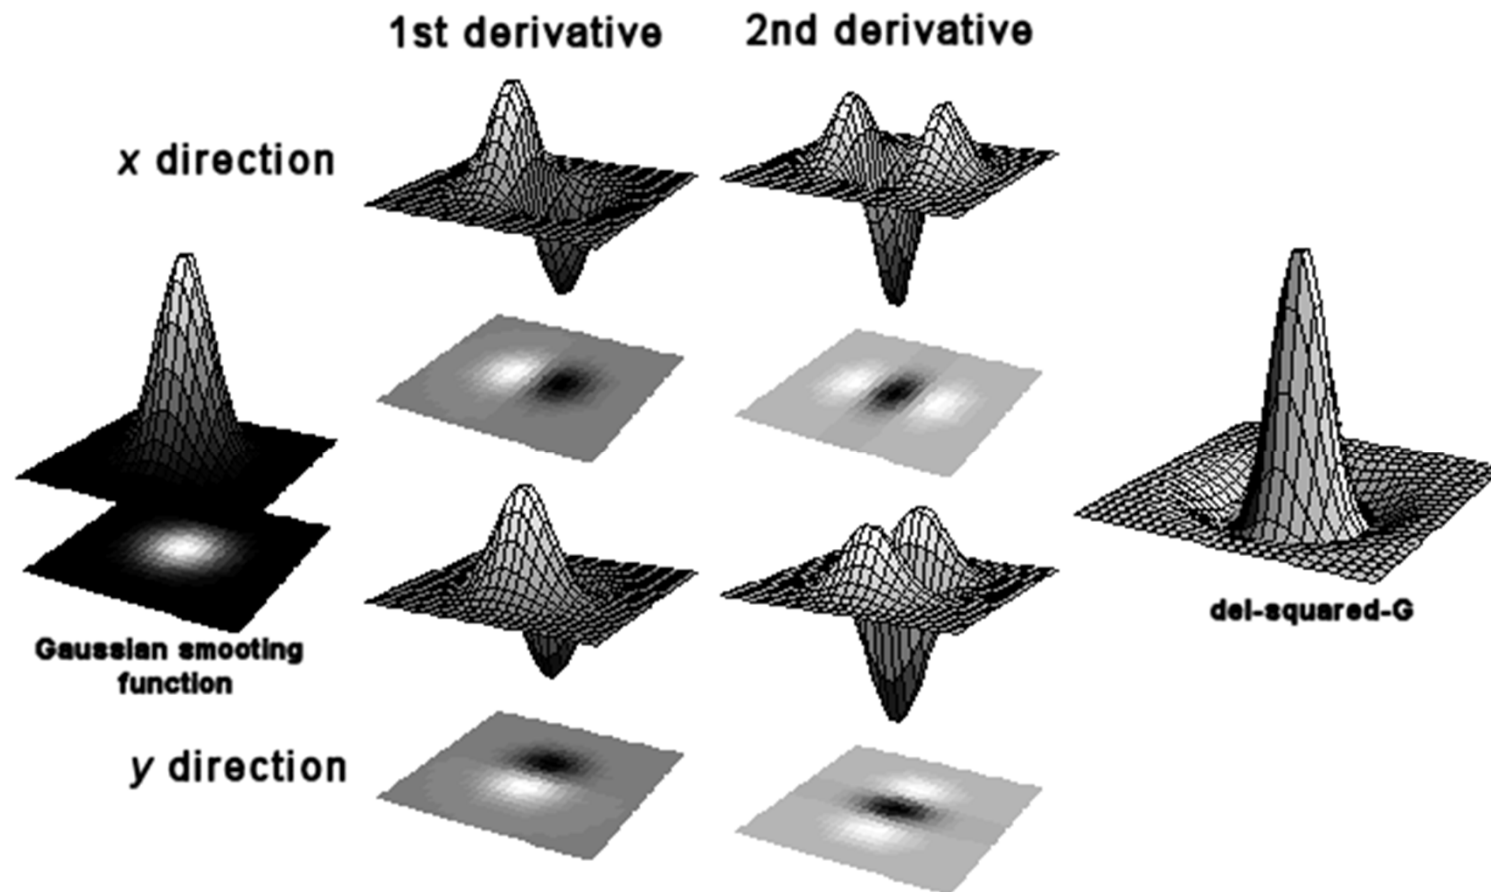 1st derivative
2nd derivative
x direction
Gaussian smooting
function
del-squared-G
y direction